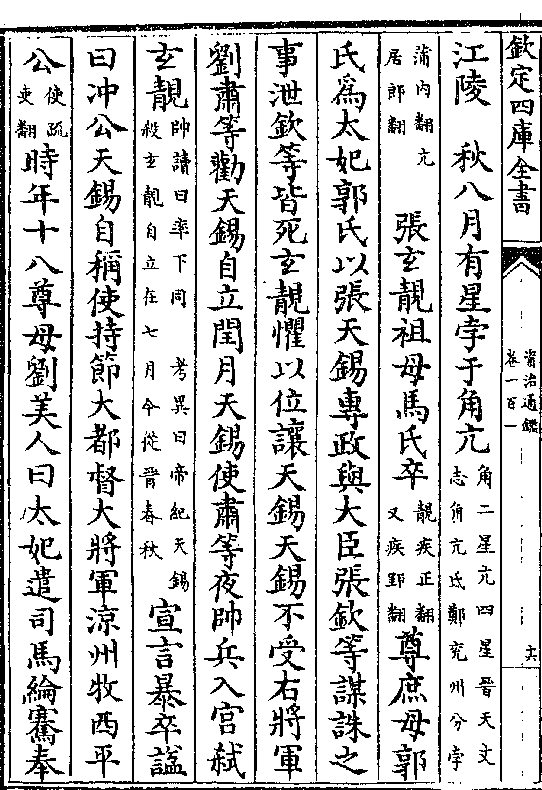 欽定四庫全書
資治通鑑
卷一百一
江陵　秋八月有星孛于角亢角二星亢四星晉天文志角亢氐鄭兖州分孛
蒲内翻亢居郎翻　張玄靚祖母馬氏卒靚疾正翻又疾郢翻尊庶母郭
氏為太妃郭氏以張天錫專政與大臣張欽等謀誅之
事泄欽等皆死玄靚懼以位讓天錫天錫不受右將軍
劉肅等勸天錫自立閏月天錫使肅等夜帥兵入宫弑
玄靚帥讀曰率下同　考異曰帝紀天錫殺玄靚自立在七月今從晉春秋宣言暴卒諡
曰冲公天錫自稱使持節大都督大將軍涼州牧西平
公使疏吏翻時年十八尊母劉美人曰太妃遣司馬綸騫奉